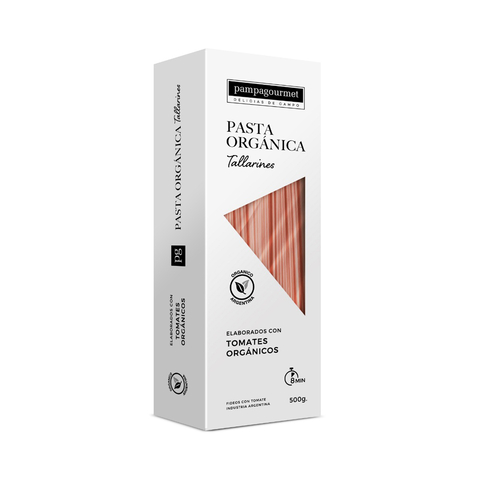 pampagourmet
DELICIAS DE CAMPO
PASTA
ORGÁNICA
Tallarines
ORGÁNICO
ARGENTINA
ELABORADOS CON
TOMATES
ORGÁNICOS
8 MIN
FIDEOS CON TOMATE
INDUSTRIA ARGENTINA
500g.
PASTA ORGÁNICA Tallarines
pg
ELABORADOS CON
TOMATES
ORGÁNICOS